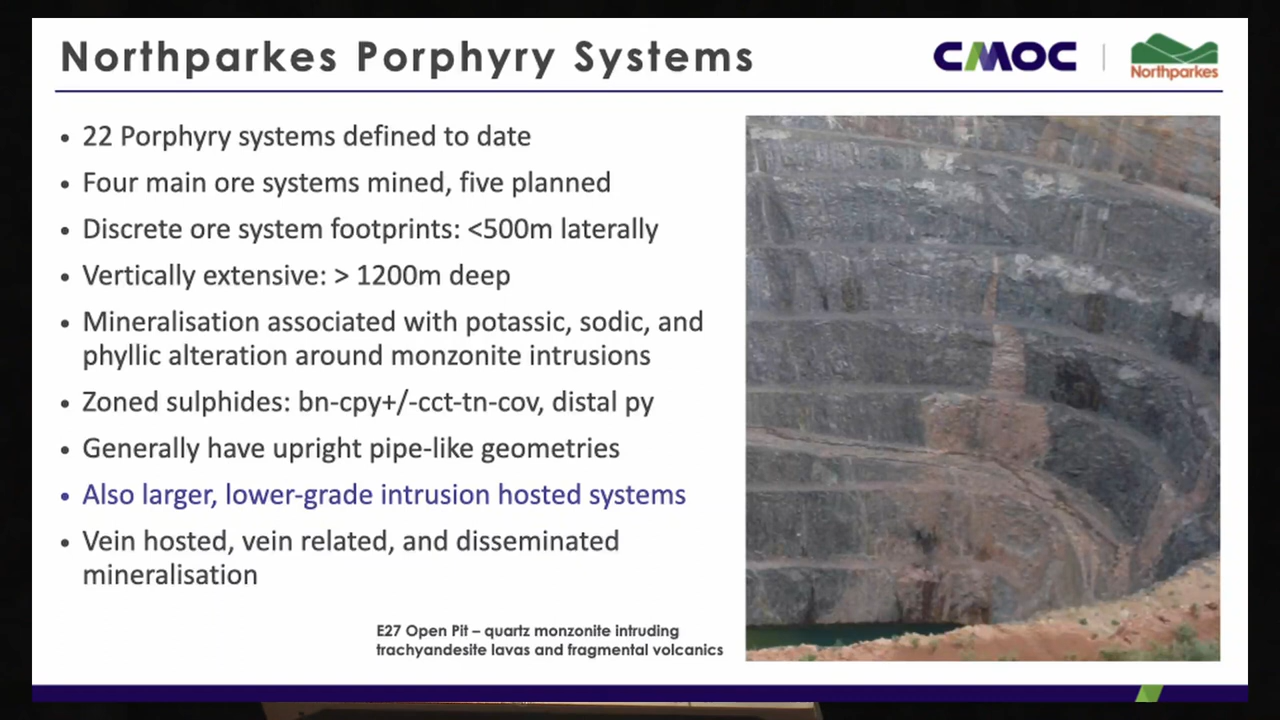 Northparkes Porphyry Systems
CMOC
Northparkes
• 22 Porphyry systems defined to date
• Four main ore systems mined, five planned
• Discrete ore system footprints: <500m laterally
• Vertically extensive: > 1200m deep
• Mineralisation associated with potassic, sodic, and
phyllic alteration around monzonite intrusions
• Zoned sulphides: bn-cpy+/-cct-tn-cov, distal py
• Generally have upright pipe-like geometries
• Also larger, lower-grade intrusion hosted systems
• Vein hosted, vein related, and disseminated
mineralisation
E27 Open Pit – quartz monzonite intruding
trachyandesite lavas and fragmental volcanics